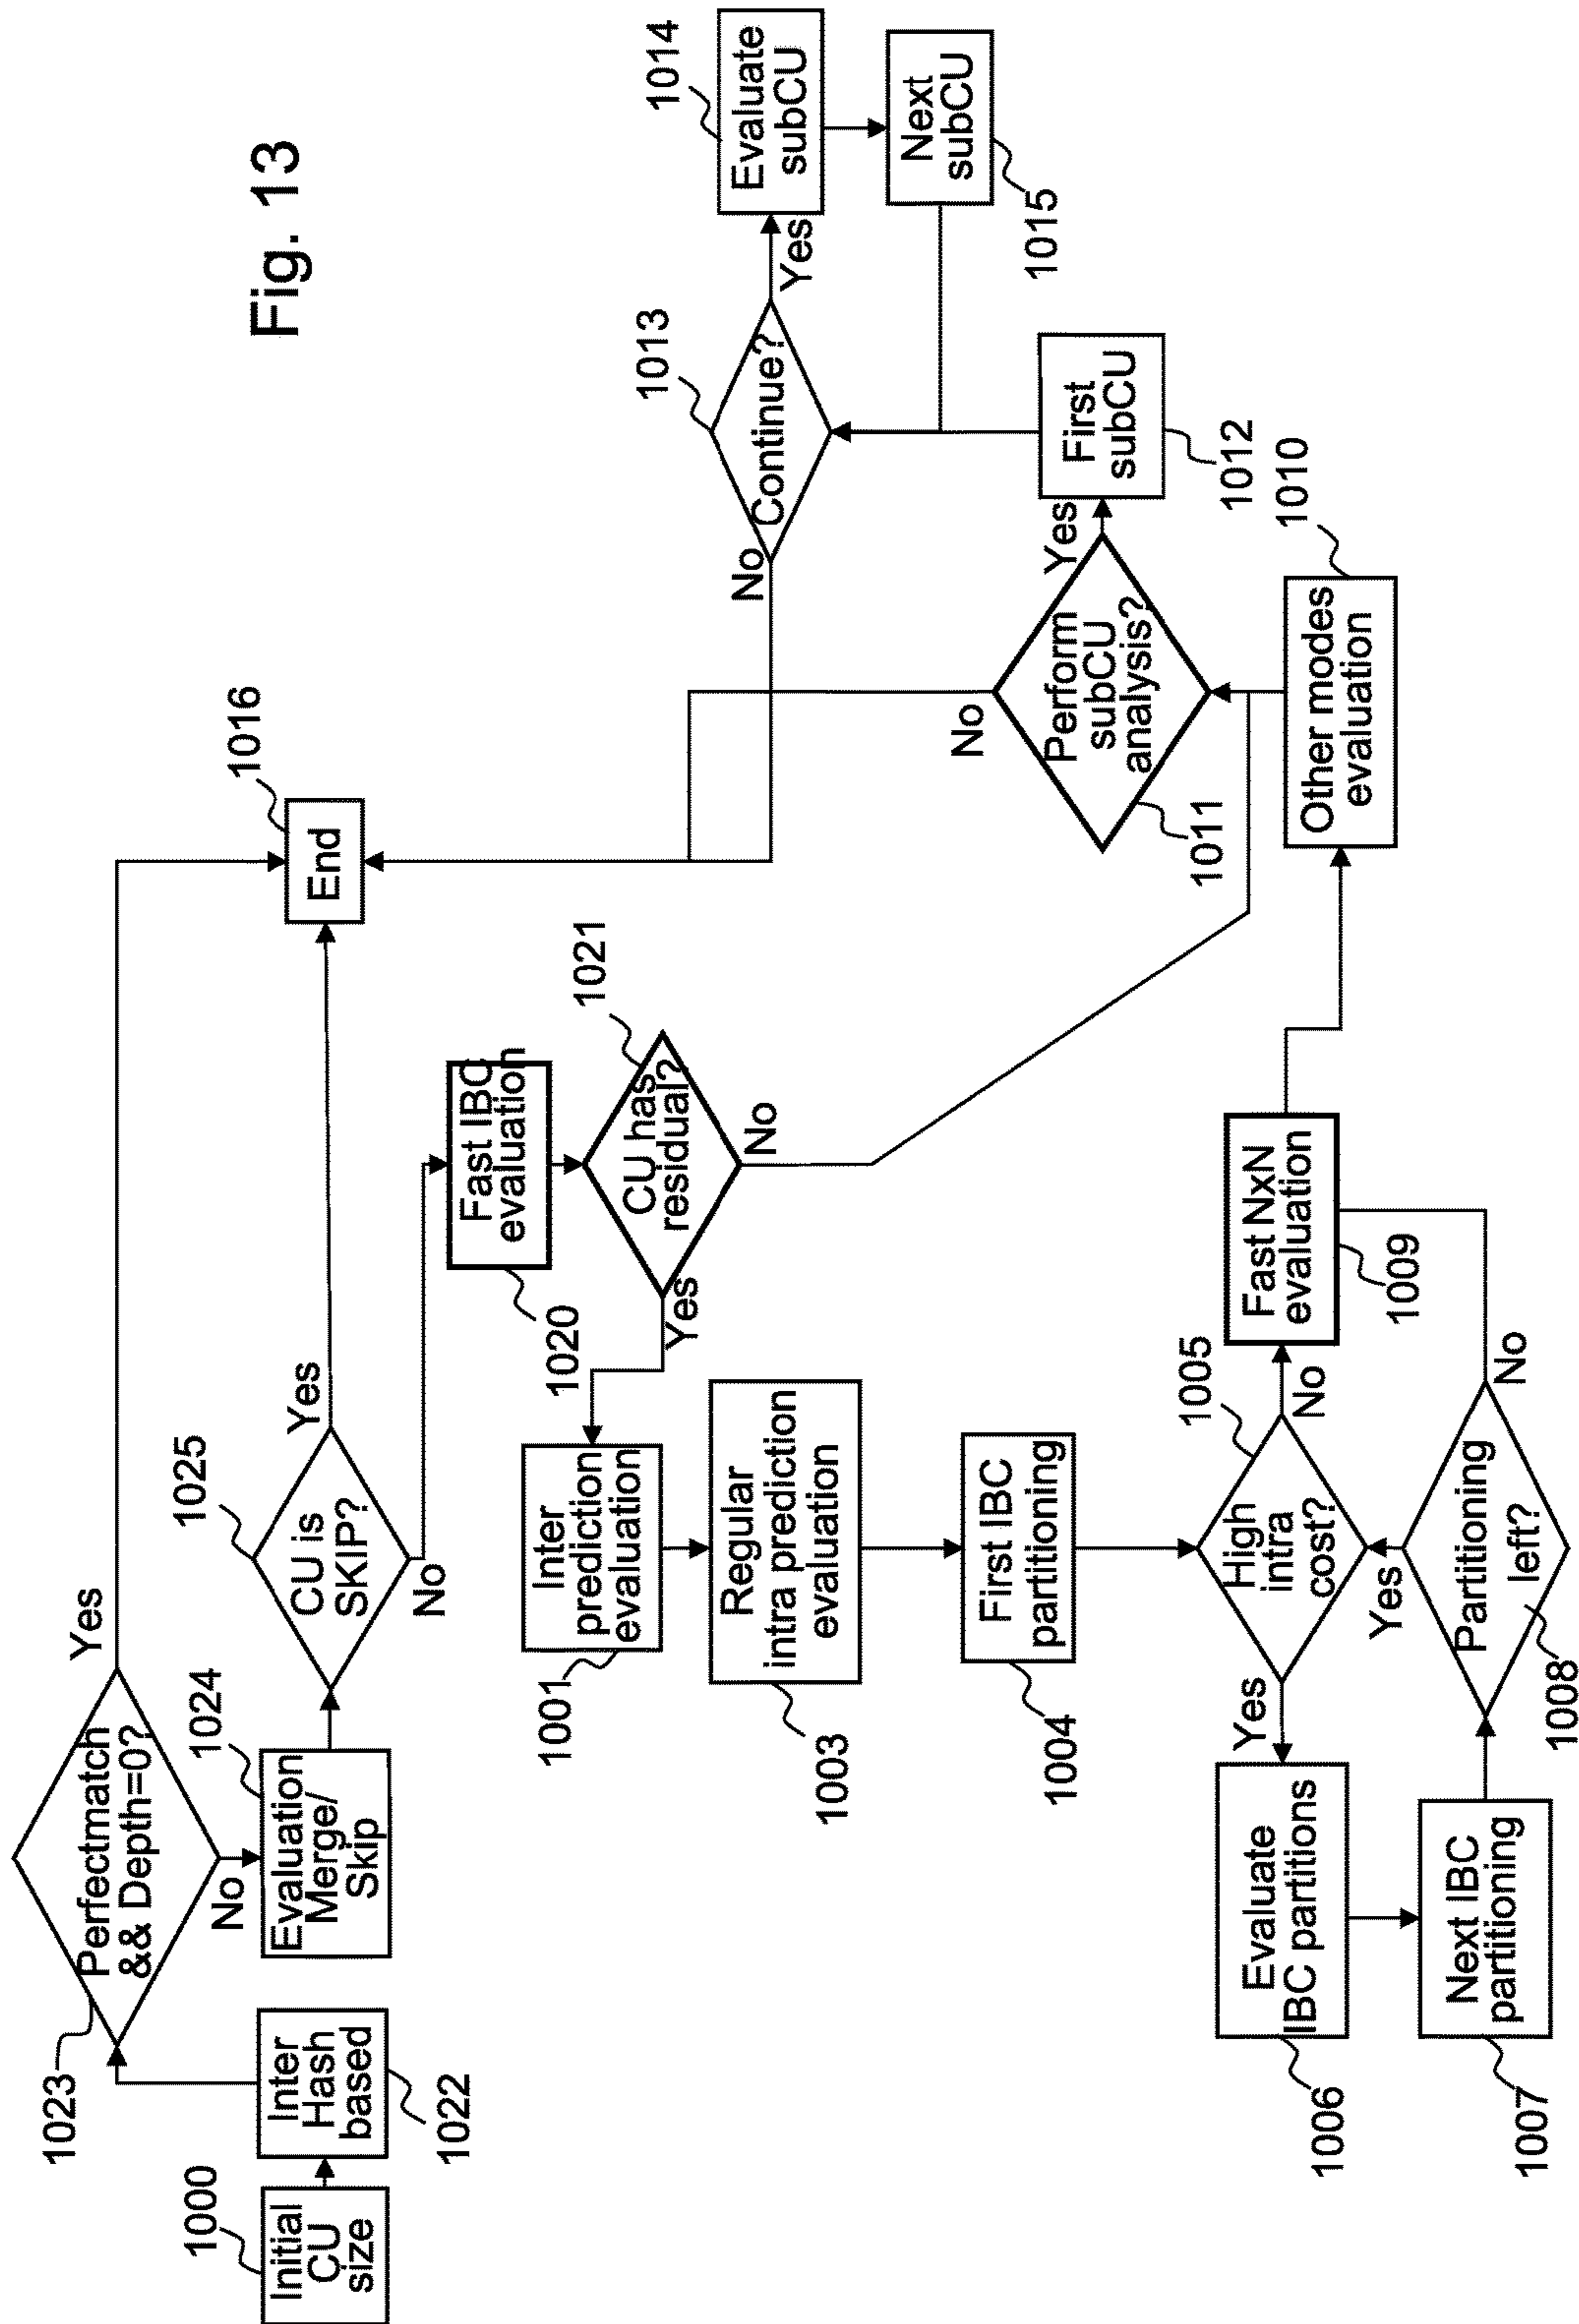 Fig. 13
1000
Initial
CU
size
1022
Inter
Hash
based
1023
Perfectmatch
&& Depth=0?
Yes
No
1024
Evaluation
Merge/
Skip
1025
CU is
SKIP?
Yes
No
1016
End
1020
Fast IBC
evaluation
1021
CU has
residual?
Yes
No
1001
Inter
prediction
evaluation
1003
Regular
intra prediction
evaluation
1004
First IBC
partitioning
1005
High
intra
cost?
Yes
No
1006
Evaluate
IBC partitions
1007
Next IBC
partitioning
1008
Partitioning
left?
Yes
No
1009
Fast NxN
evaluation
1010
Other modes
evaluation
1011
Perform
subCU
analysis?
No
Yes
1012
First
subCU
1013
Continue?
No
Yes
1014
Evaluate
subCU
1015
Next
subCU